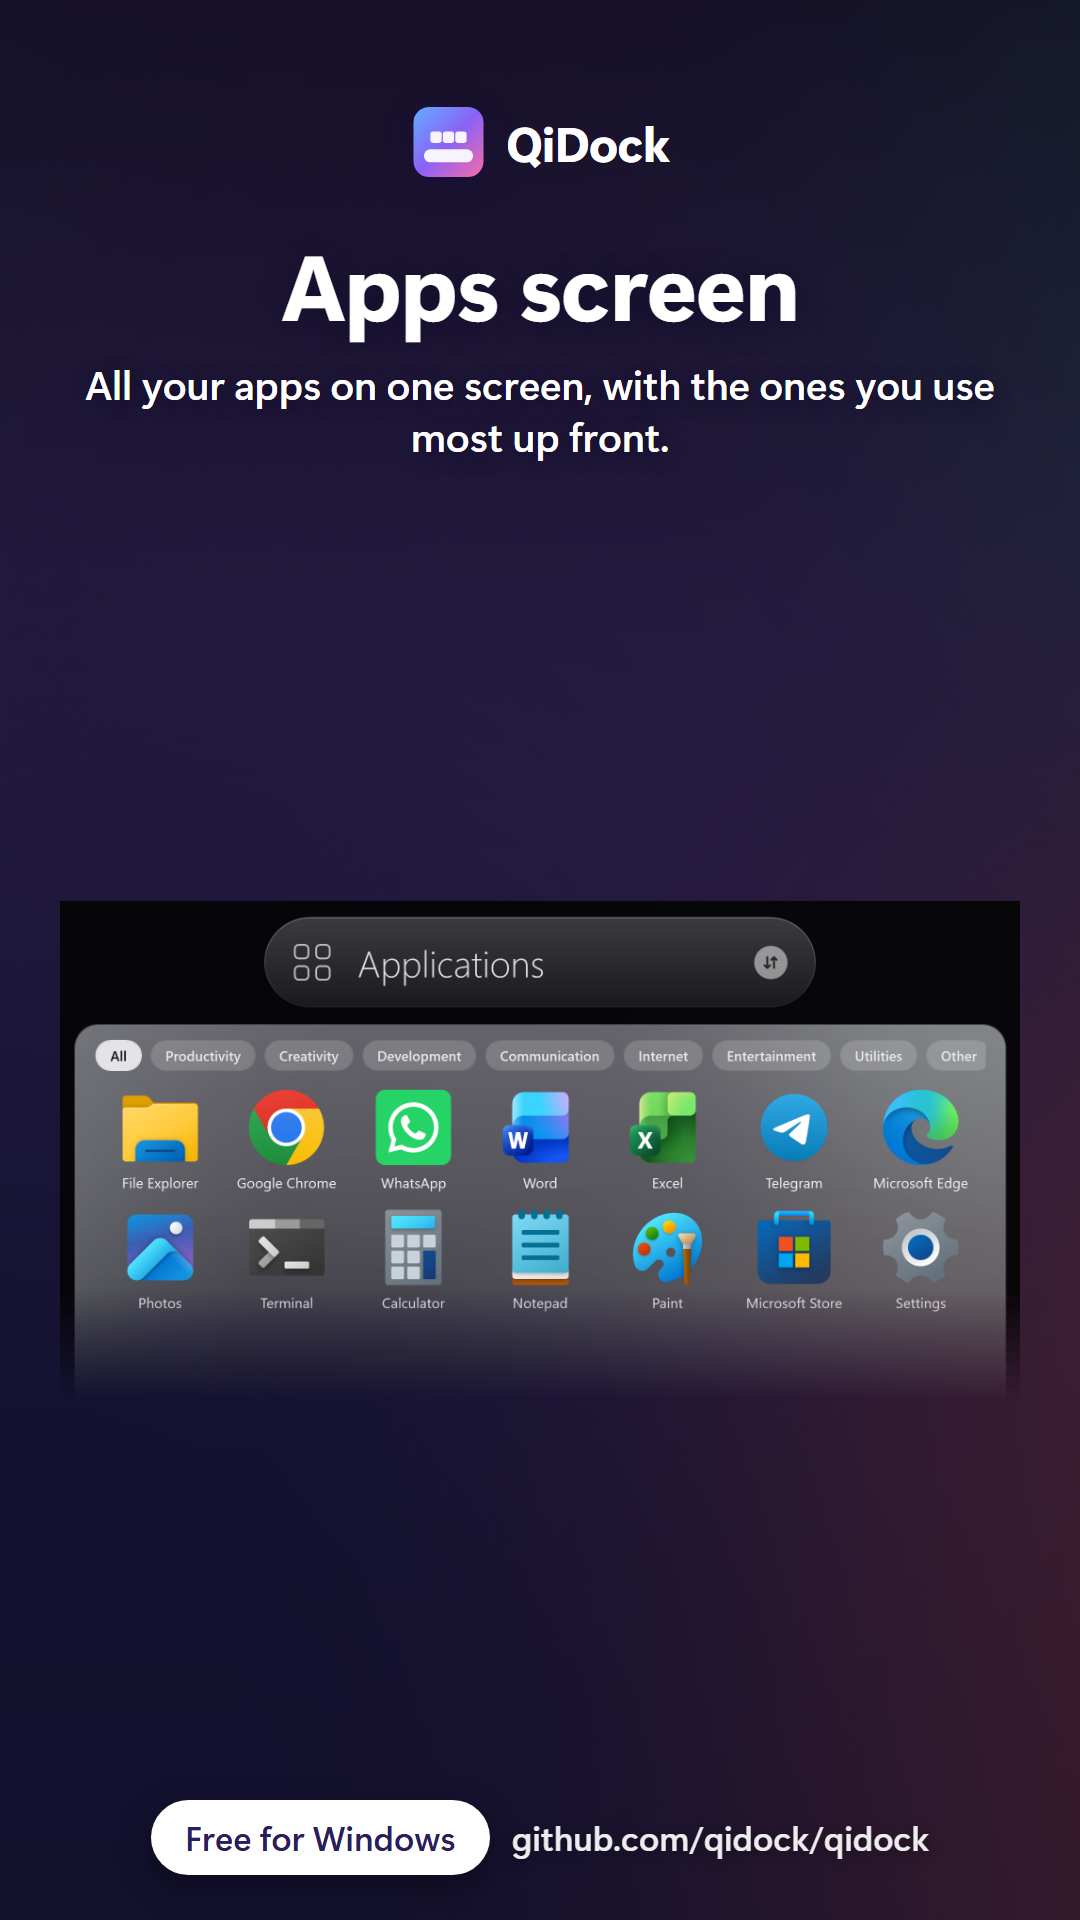 QiDock
Apps screen
All your apps on one screen, with the ones you use
most up front.
Applications
All Productivity Creativity Development Communication Internet Entertainment Utilities Other
File Explorer Google Chrome WhatsApp Word Excel Telegram Microsoft Edge
Photos Terminal Calculator Notepad Paint Microsoft Store Settings
Free for Windows github.com/qidock/qidock